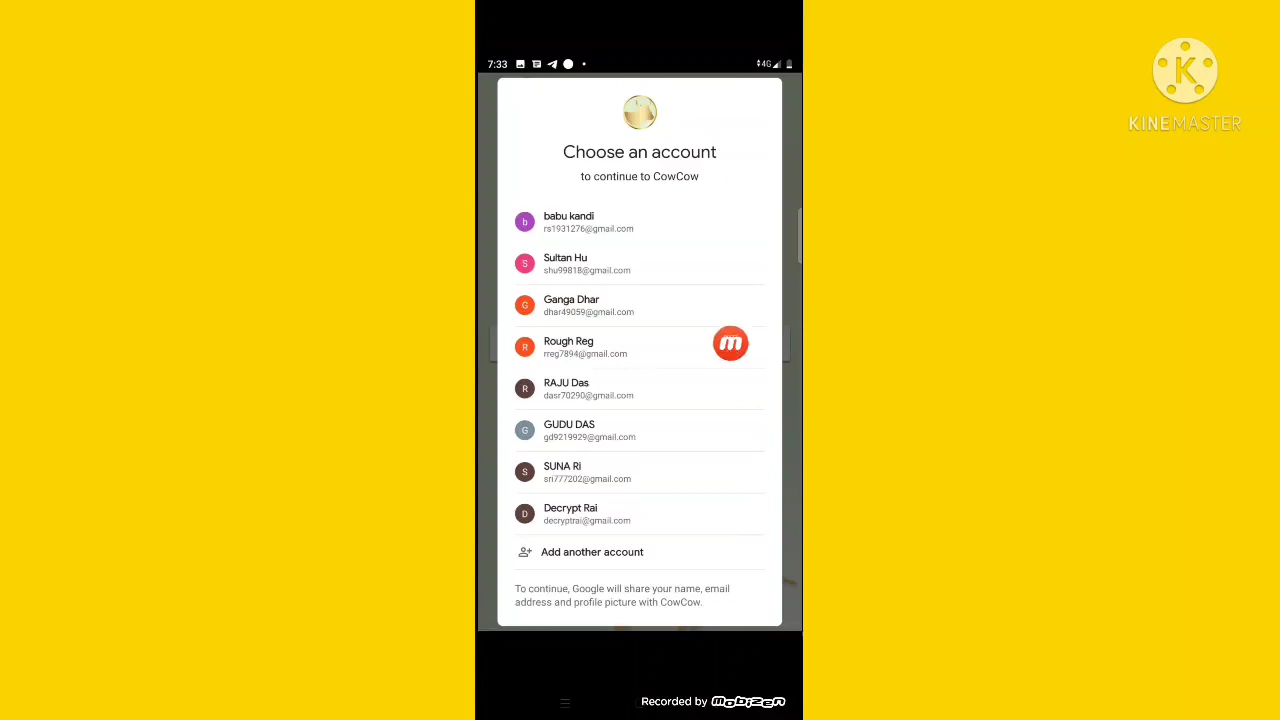 7:33
4G
Choose an account
to continue to CowCow
b
babu kandi
rs1931276@gmail.com
S
Sultan Hu
shu99818@gmail.com
G
Ganga Dhar
dhar49059@gmail.com
R
Rough Reg
rreg7894@gmail.com
m
R
RAJU Das
dasr70290@gmail.com
G
GUDU DAS
gd9219929@gmail.com
S
SUNA Ri
sri777202@gmail.com
D
Decrypt Rai
decryptrai@gmail.com
Add another account
To continue, Google will share your name, email
address and profile picture with CowCow.
Recorded by mobizen
K
KINEMASTER